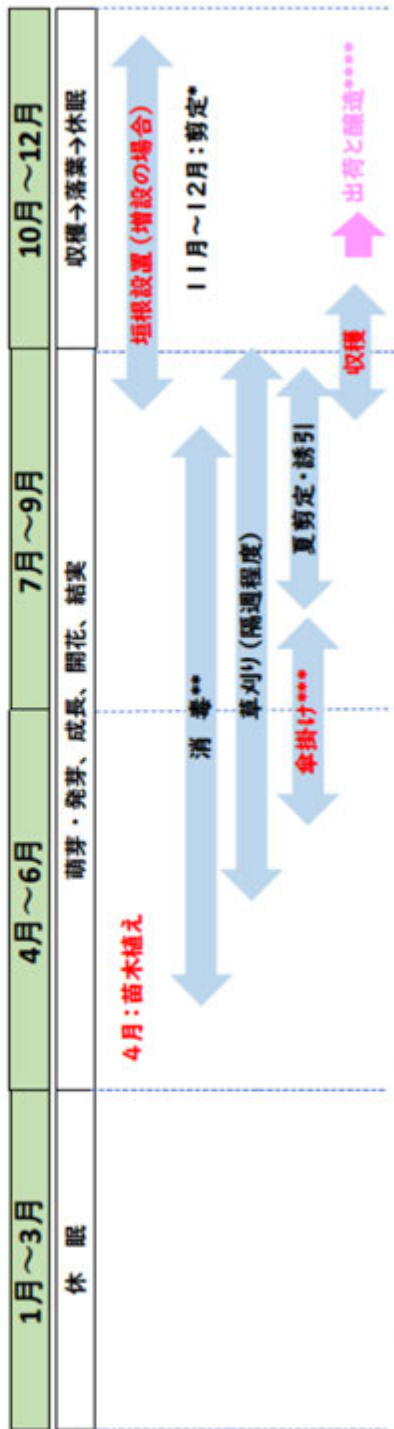 1月～3月
4月～6月
7月～9月
10月～12月
休 眠
萌芽・発芽、成長、開花、結実
収穫→落葉→休眠
4月：苗木植え
垣根設置（増設の場合）
11月～12月：剪定*
消 毒**
草刈り（隔週程度）
傘掛け***
夏剪定・誘引
収穫
出荷と醸造****